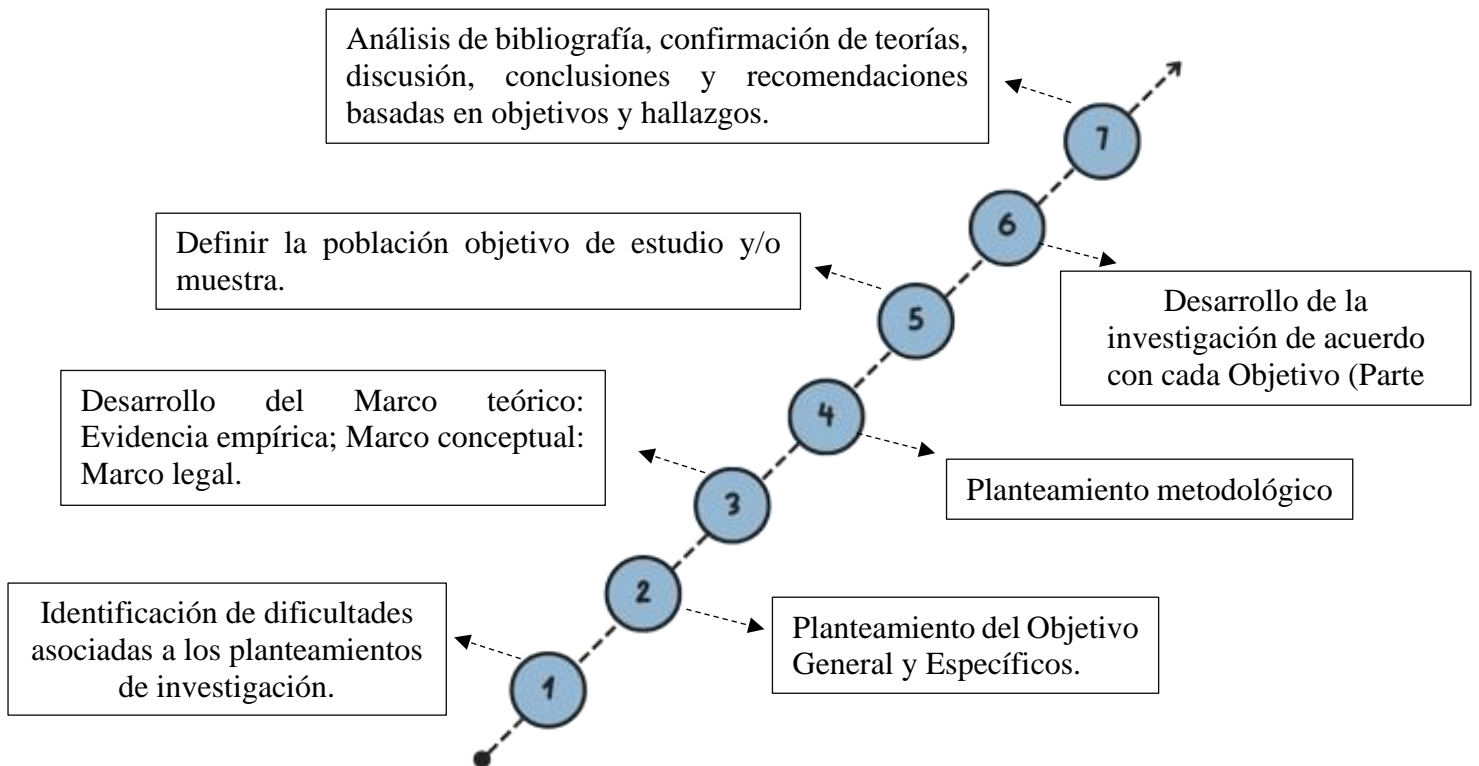 Análisis de bibliografía, confirmación de teorías,
discusión, conclusiones y recomendaciones
basadas en objetivos y hallazgos.
7
6
Definir la población objetivo de estudio y/o
muestra.
Desarrollo de la
investigación de acuerdo
con cada Objetivo (Parte
5
Desarrollo del Marco teórico:
Evidencia empírica; Marco conceptual:
Marco legal.
4
Planteamiento metodológico
3
2
Identificación de dificultades
asociadas a los planteamientos
de investigación.
Planteamiento del Objetivo
General y Específicos.
1